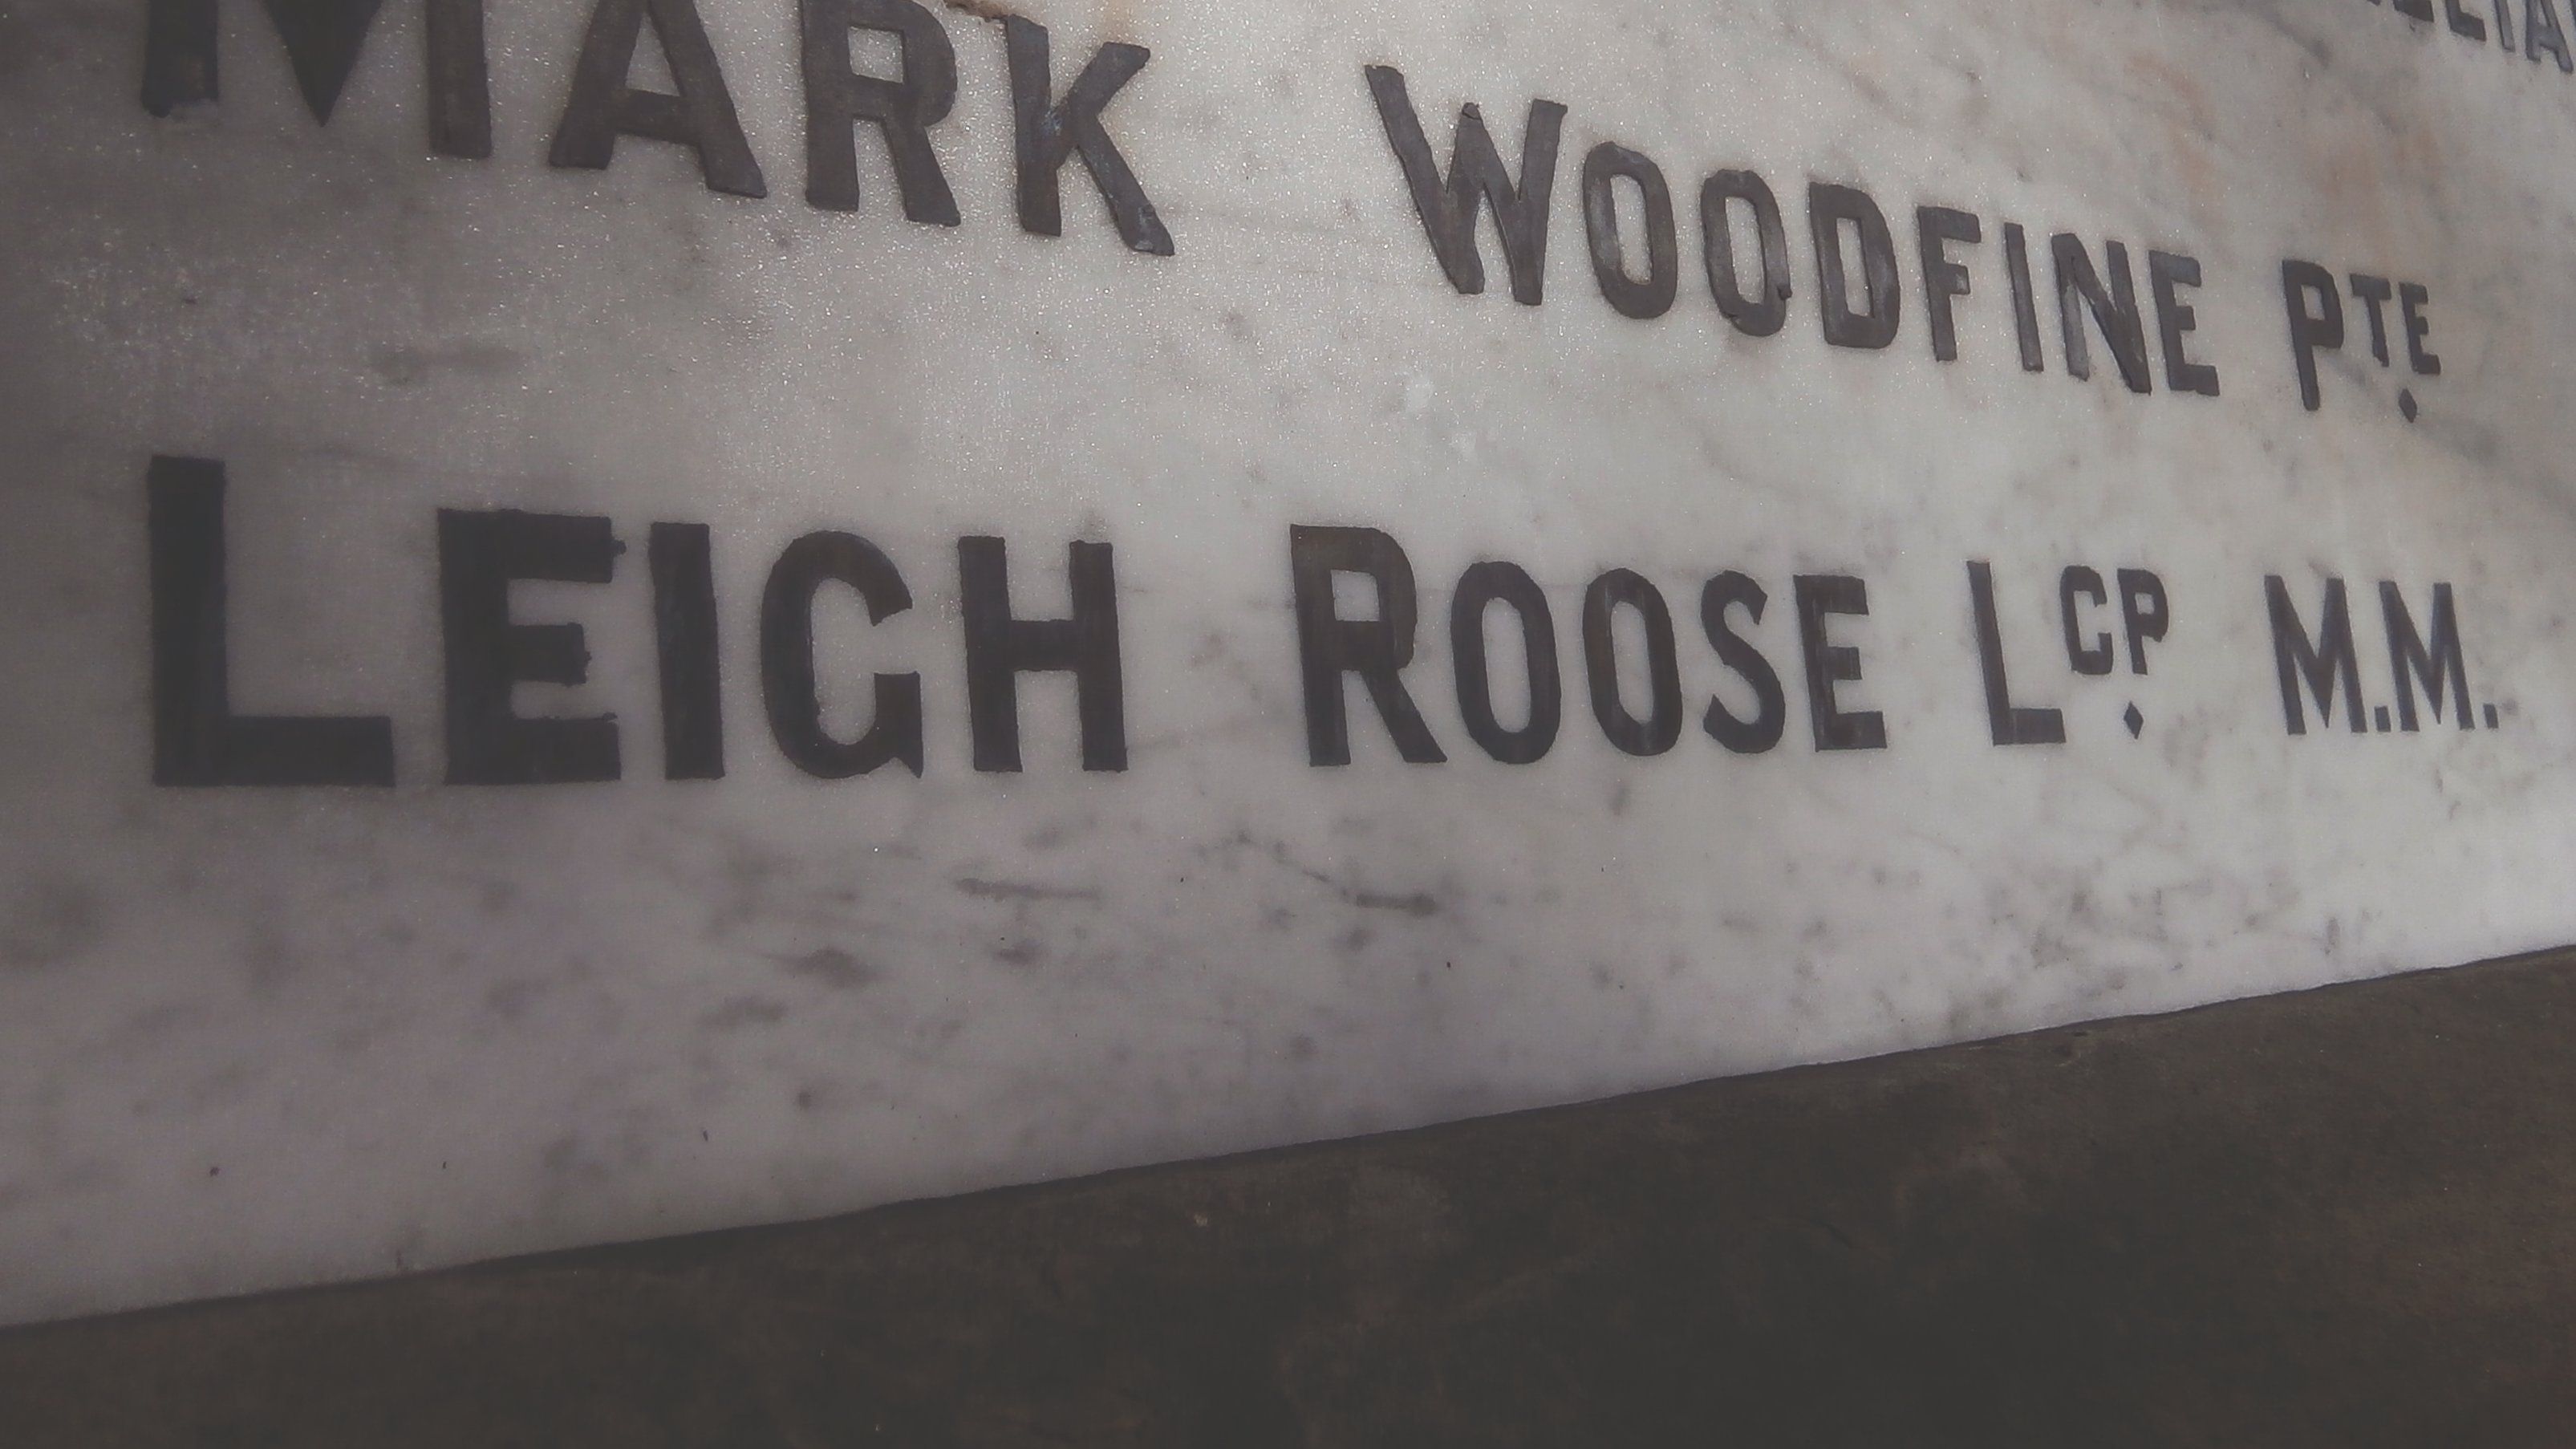 MARK WOODFINE PTE
LEIGH ROOSE LCP M.M.